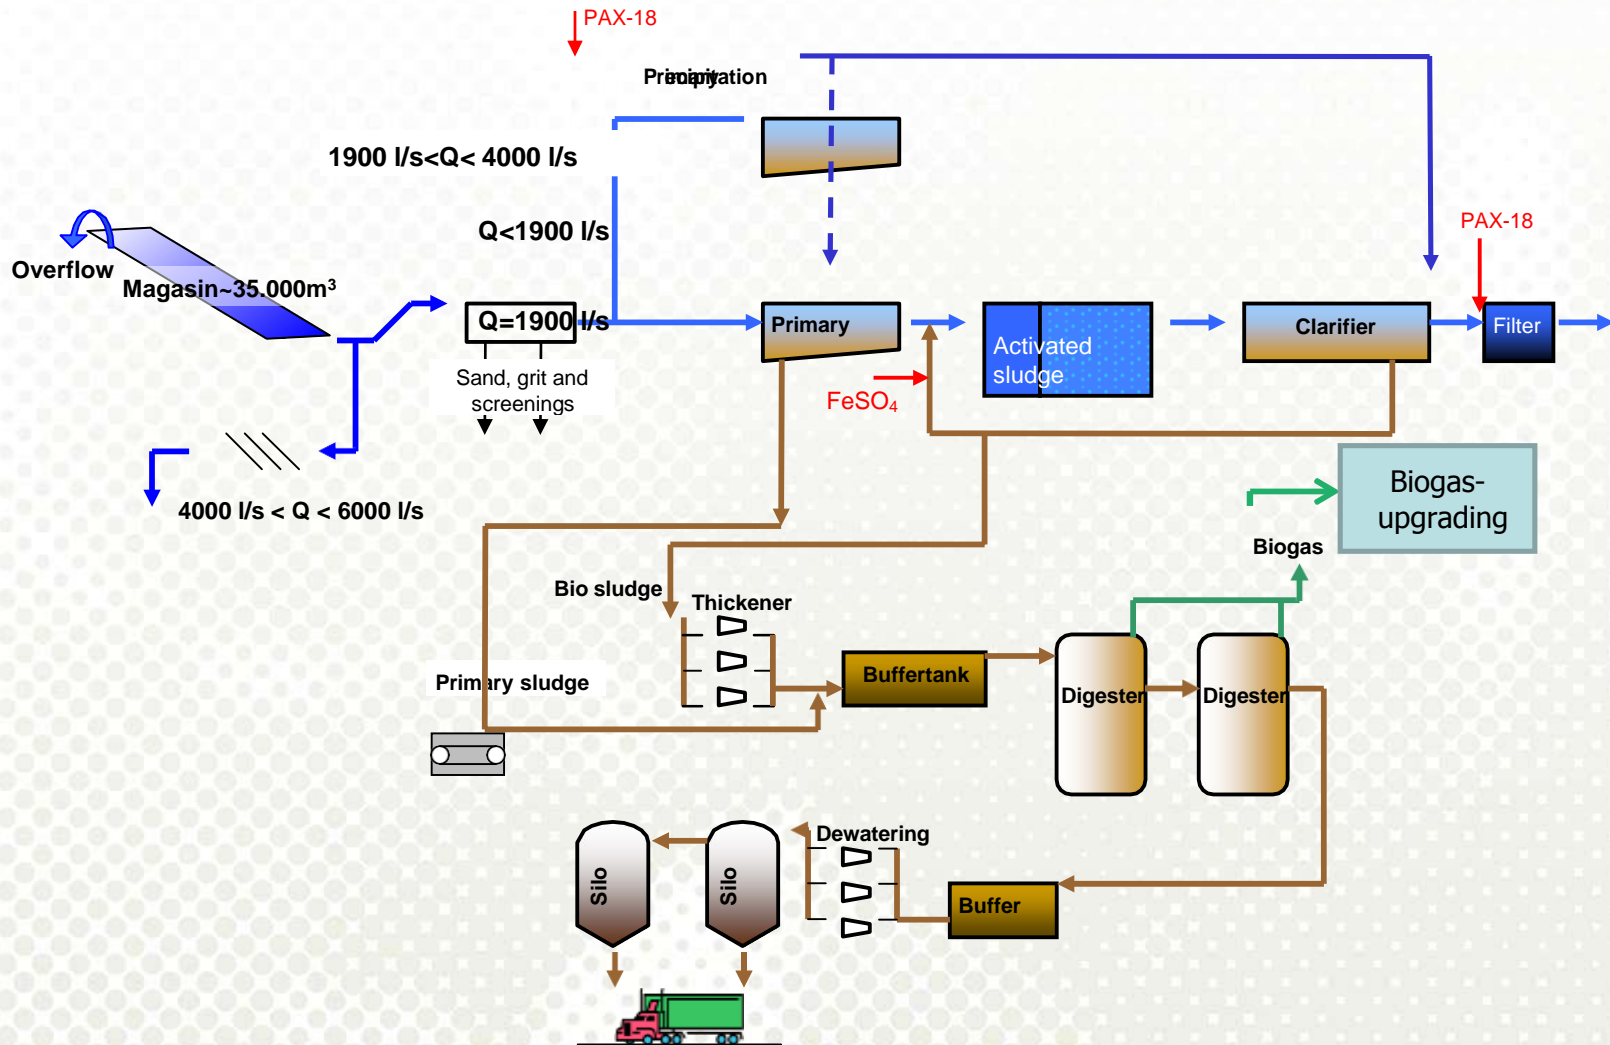 PAX-18
Precipitation
Primary
1900 l/s<Q< 4000 l/s
Q<1900 l/s
PAX-18
Overflow
Magasin~35.000m³
Q=1900 l/s
Primary
Clarifier
Filter
Activated
sludge
Sand, grit and
screenings
FeSO₄
4000 l/s < Q < 6000 l/s
Biogas-
upgrading
Biogas
Bio sludge
Thickener
Primary sludge
Buffertank
Digester
Digester
Dewatering
Silo
Silo
Buffer